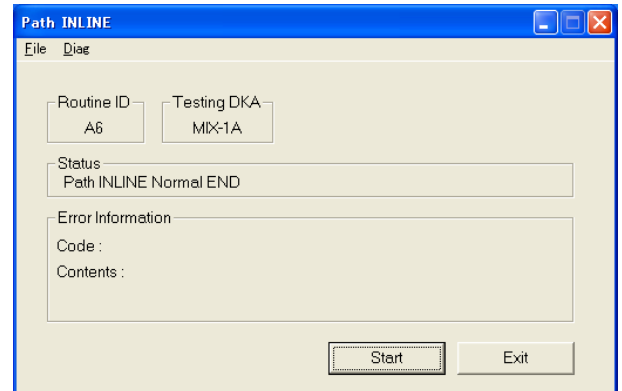 Path INLINE
File Diag
Routine ID Testing DKA
A6 MIX-1A
Status
Path INLINE Normal END
Error Information
Code :
Contents :
Start Exit